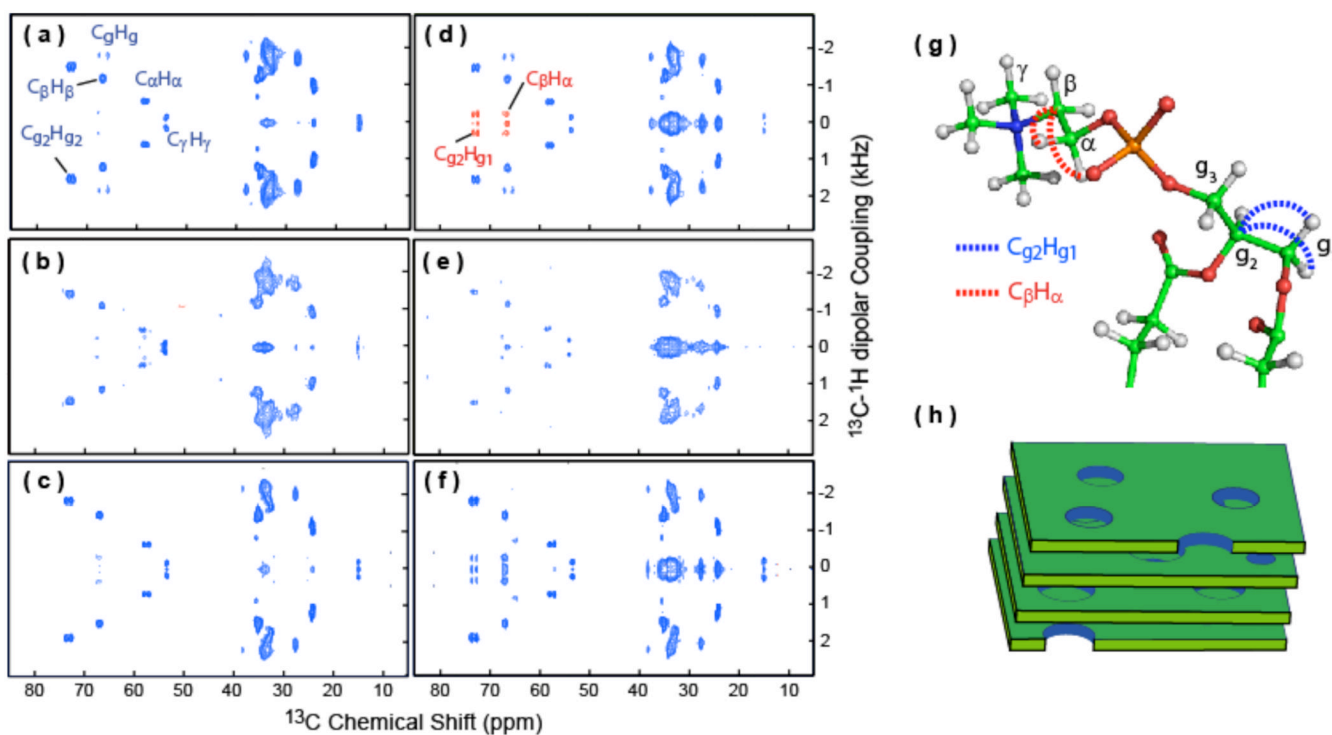 ( a )
CgHg
CβHβ
CαHα
Cg2Hg2
CγHγ
( d )
CβHα
Cg2Hg1
-2
-1
0
1
2
( b )
( e )
-2
-1
0
1
2
( c )
( f )
-2
-1
0
1
2
13C-1H dipolar Coupling (kHz)
80 70 60 50 40 30 20 10
80 70 60 50 40 30 20 10
13C Chemical Shift (ppm)
( g )
γ
β
α
g3
g2
g
Cg2Hg1
CβHα
( h )